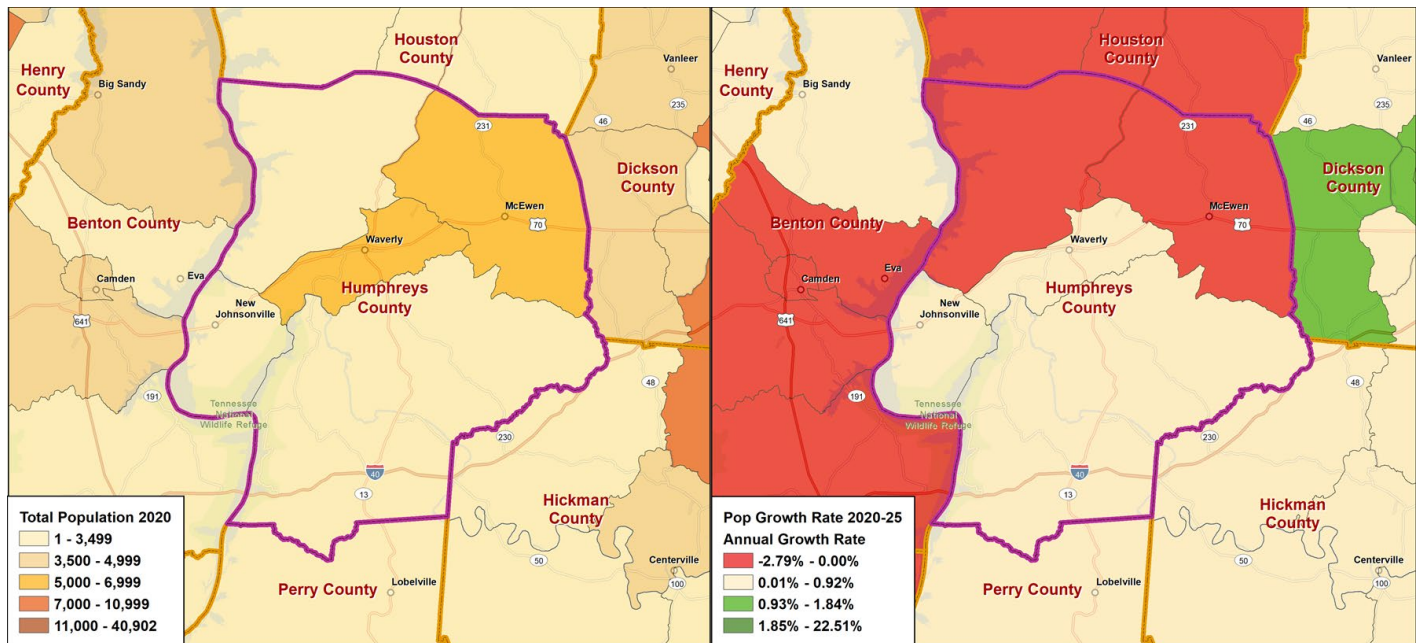 Houston
County
Vanleer
Henry
County
Big Sandy
235
46
231
Dickson
County
McEwen
70
Benton County
Waverly
Eva
Camden
Humphreys
County
New
Johnsonville
641
48
191
Tennessee
National
Wildlife Refuge
230
40
13
Hickman
County
50
Centerville
100
Perry County
Lobelville
Total Population 2020
1 - 3,499
3,500 - 4,999
5,000 - 6,999
7,000 - 10,999
11,000 - 40,902
Houston
County
Vanleer
Henry
County
Big Sandy
235
46
231
Dickson
County
McEwen
70
Benton County
Waverly
Eva
Camden
Humphreys
County
New
Johnsonville
641
48
191
Tennessee
National
Wildlife Refuge
230
40
13
Hickman
County
50
Centerville
100
Perry County
Lobelville
Pop Growth Rate 2020-25
Annual Growth Rate
-2.79% - 0.00%
0.01% - 0.92%
0.93% - 1.84%
1.85% - 22.51%